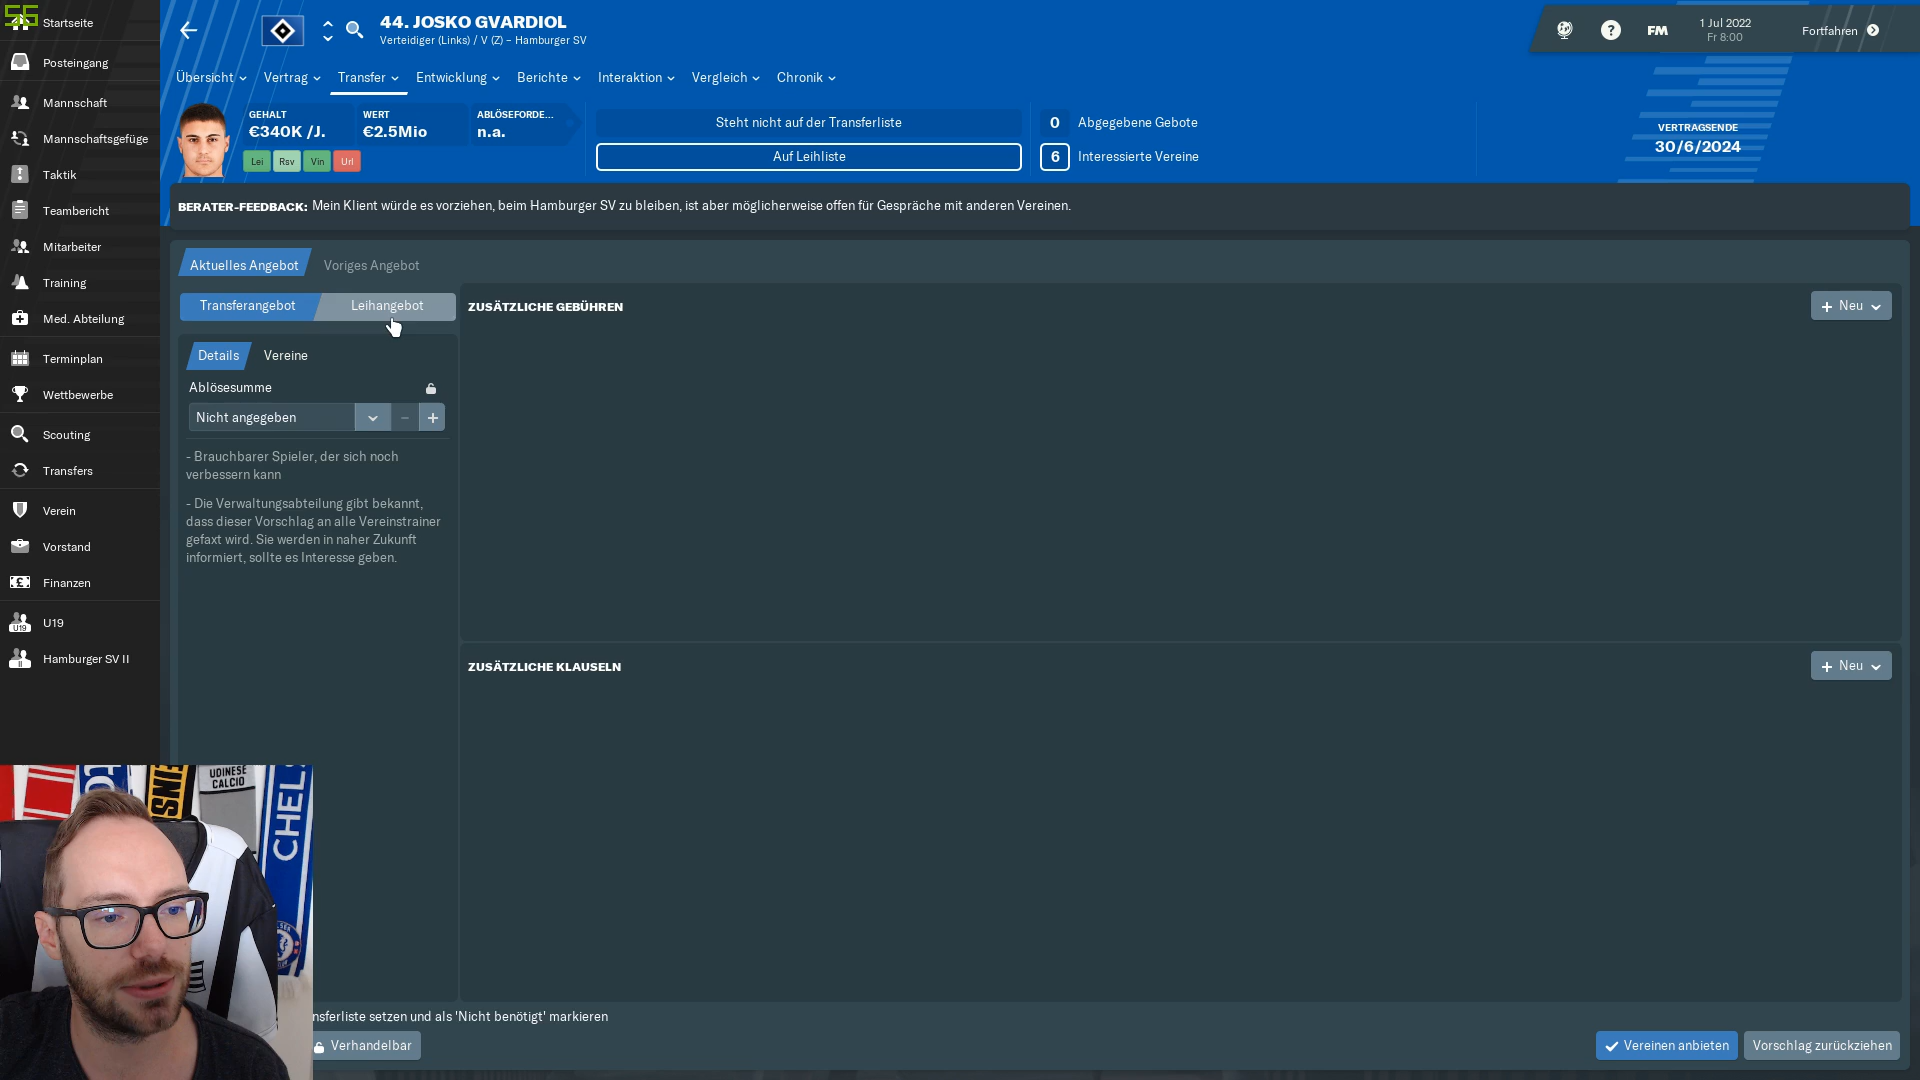 56
Startseite
Posteingang
Mannschaft
Mannschaftsgefüge
Taktik
Teambericht
Mitarbeiter
Training
Med. Abteilung
Terminplan
Wettbewerbe
Scouting
Transfers
Verein
Vorstand
Finanzen
U19
U19
II
Hamburger SV II
44. JOSKO GVARDIOL
Verteidiger (Links) / V (Z) – Hamburger SV
?
FM
1 Jul 2022
Fr 8:00
Fortfahren
Übersicht
Vertrag
Transfer
Entwicklung
Berichte
Interaktion
Vergleich
Chronik
GEHALT
€340K /J.
WERT
€2.5Mio
ABLÖSEFORDE...
n.a.
Lei
Rsv
Vin
Url
Steht nicht auf der Transferliste
Auf Leihliste
0 Abgegebene Gebote
6 Interessierte Vereine
VERTRAGSENDE
30/6/2024
BERATER-FEEDBACK: Mein Klient würde es vorziehen, beim Hamburger SV zu bleiben, ist aber möglicherweise offen für Gespräche mit anderen Vereinen.
Aktuelles Angebot
Voriges Angebot
Transferangebot
Leihangebot
Details
Vereine
Ablösesumme
Nicht angegeben
- +
- Brauchbarer Spieler, der sich noch
verbessern kann
- Die Verwaltungsabteilung gibt bekannt,
dass dieser Vorschlag an alle Vereinstrainer
gefaxt wird. Sie werden in naher Zukunft
informiert, sollte es Interesse geben.
ZUSÄTZLICHE GEBÜHREN
+ Neu
ZUSÄTZLICHE KLAUSELN
+ Neu
UDINESE
CALCIO
CHELS
nsferliste setzen und als 'Nicht benötigt' markieren
Verhandelbar
Vereinen anbieten
Vorschlag zurückziehen